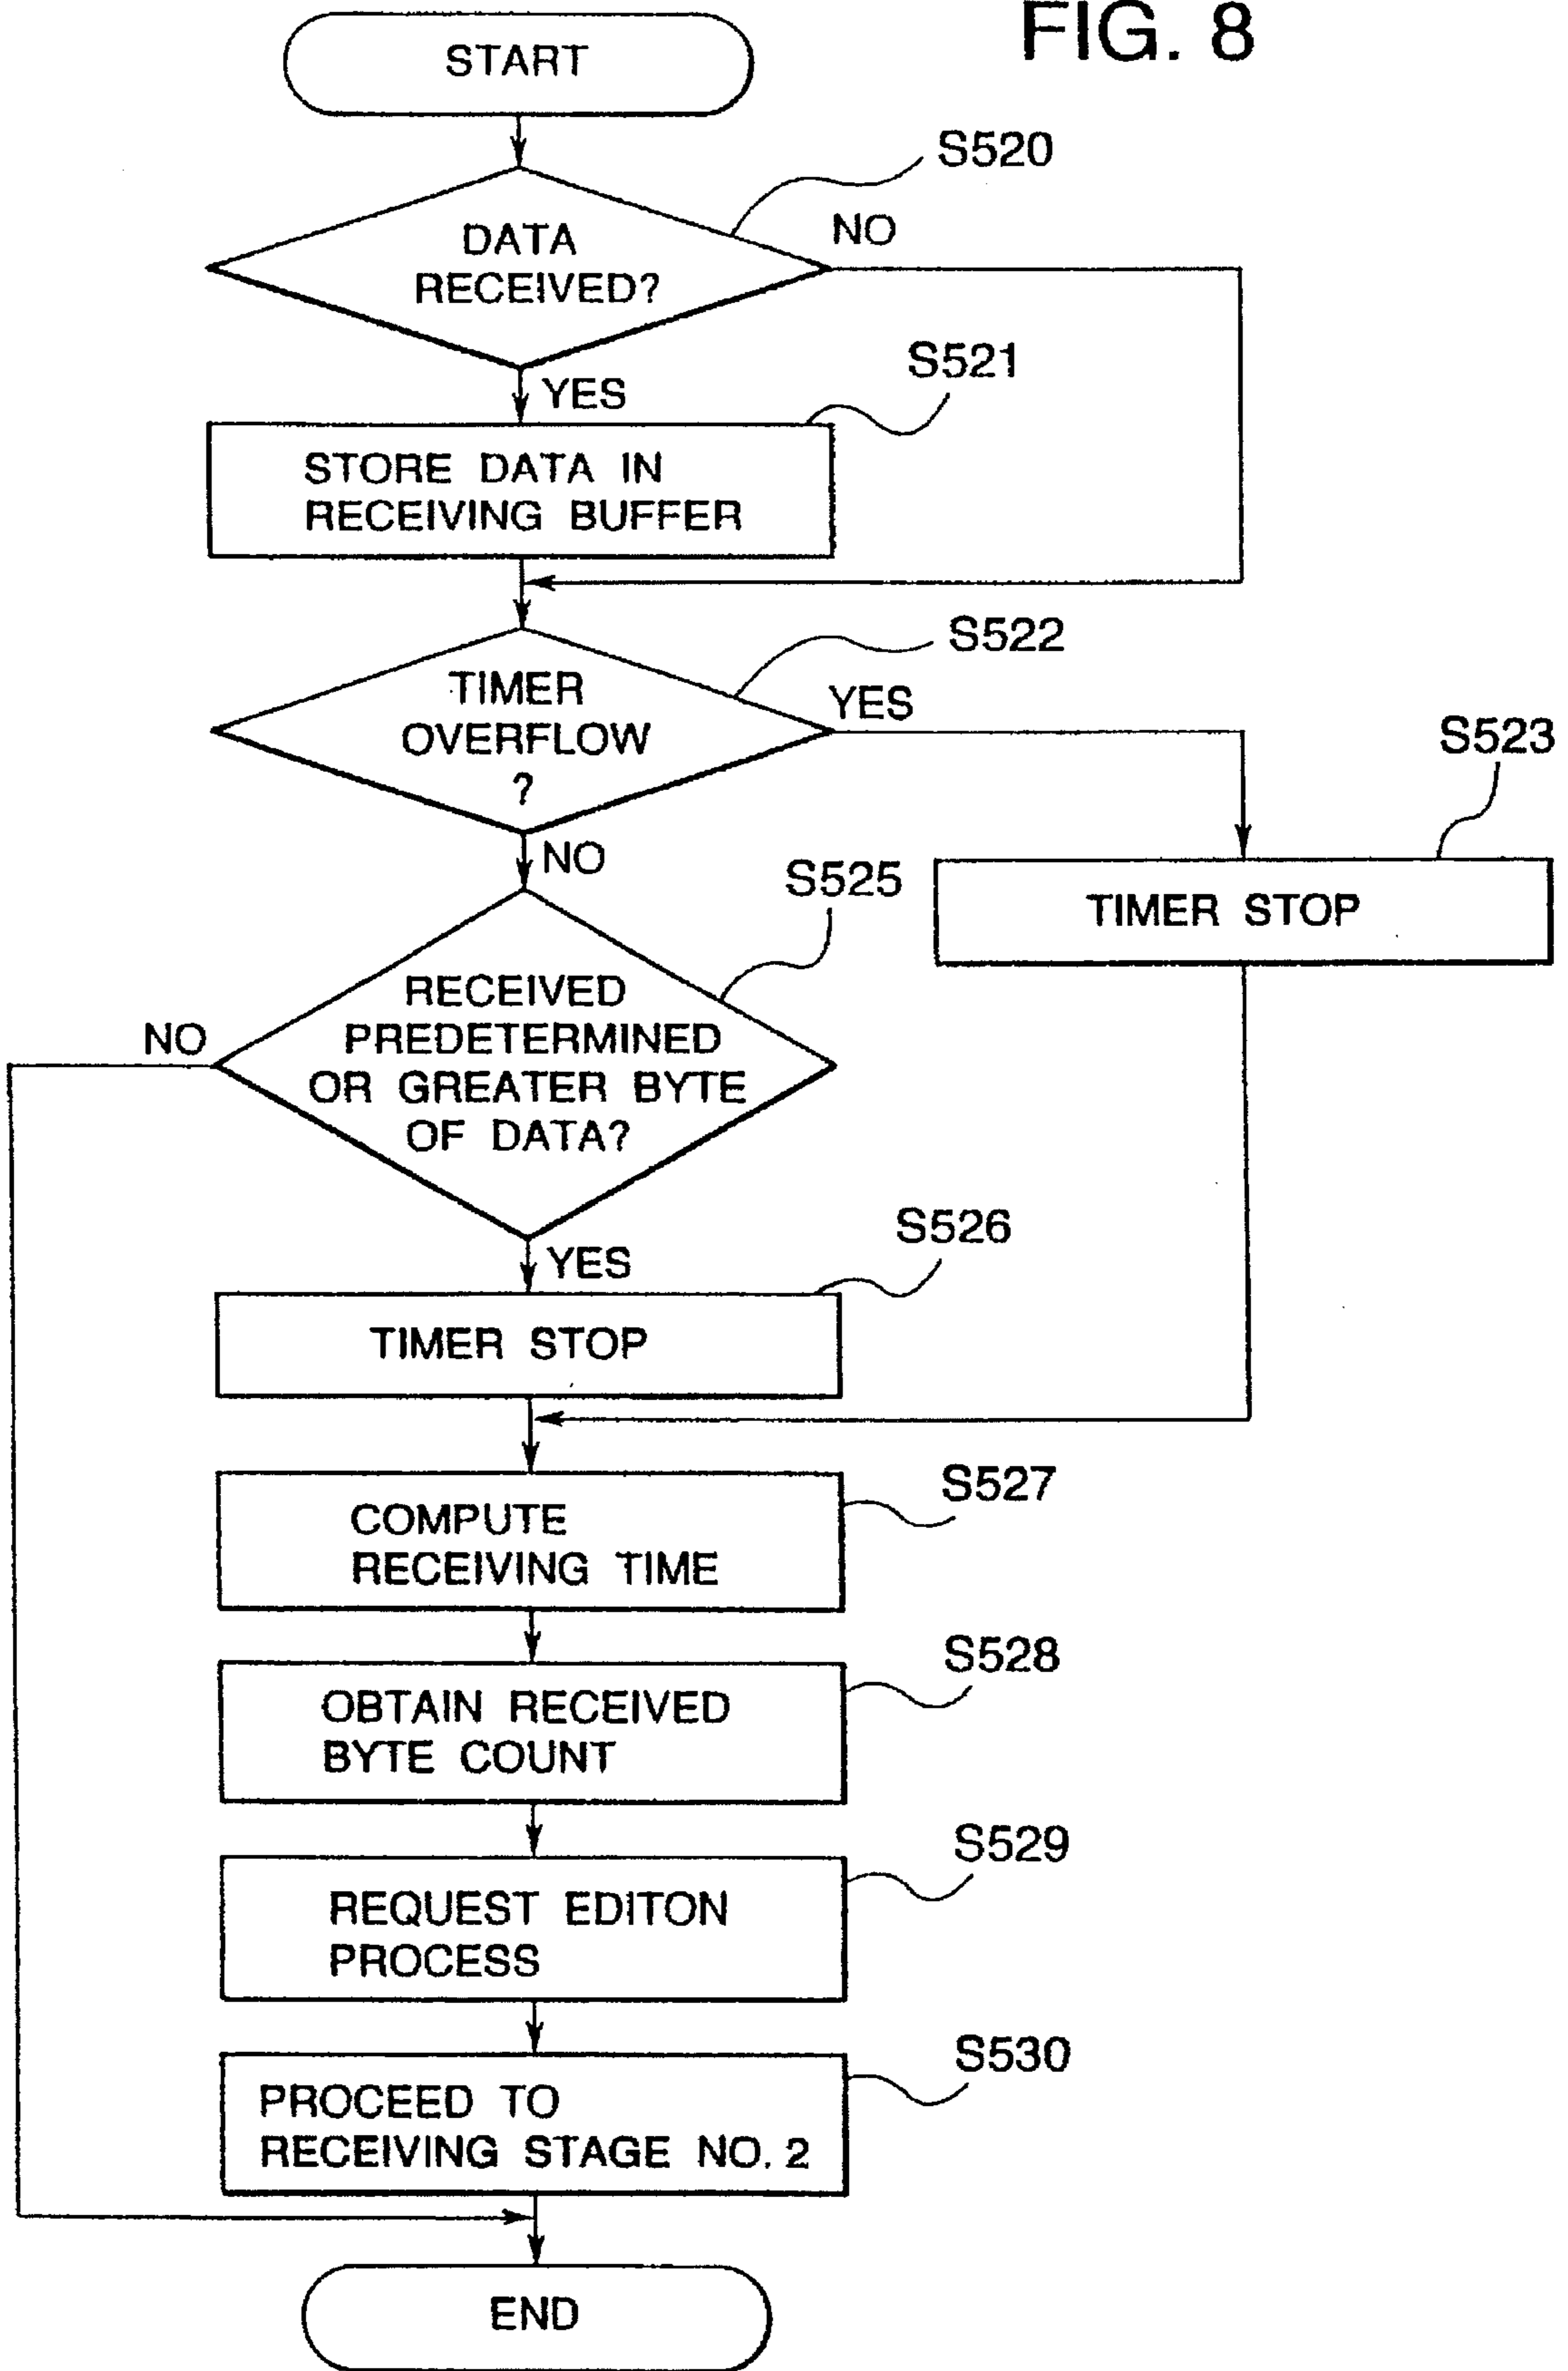 FIG. 8
START
S520
DATA
RECEIVED?
NO
S521
YES
STORE DATA IN
RECEIVING BUFFER
S522
TIMER
OVERFLOW
?
YES
S523
NO
TIMER STOP
S525
RECEIVED
PREDETERMINED
OR GREATER BYTE
OF DATA?
NO
S526
YES
TIMER STOP
S527
COMPUTE
RECEIVING TIME
S528
OBTAIN RECEIVED
BYTE COUNT
S529
REQUEST EDITON
PROCESS
S530
PROCEED TO
RECEIVING STAGE NO. 2
END